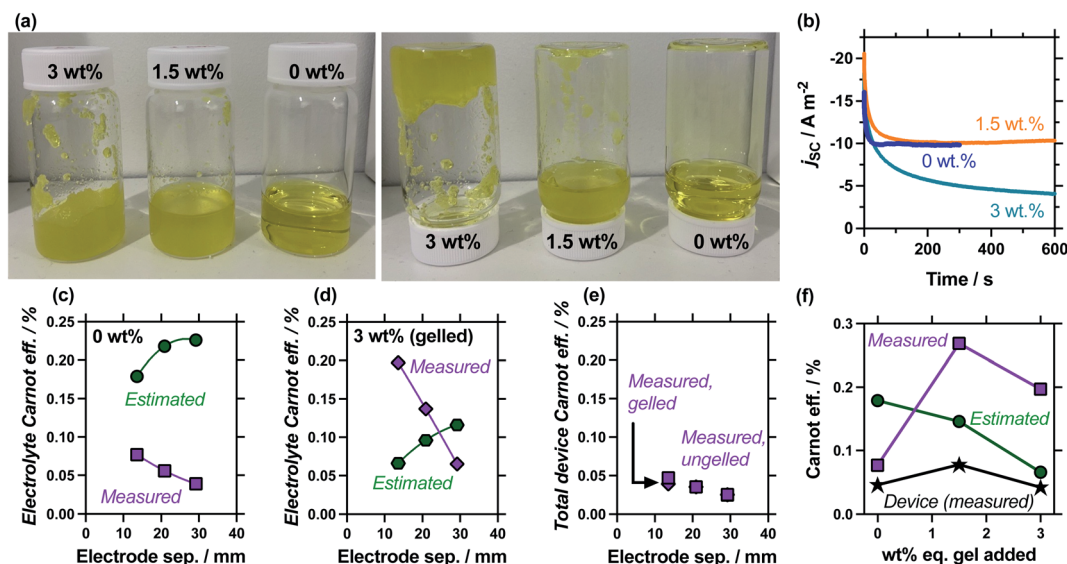 (a)
3 wt%
1.5 wt%
0 wt%
3 wt%
1.5 wt%
0 wt%
(b)
-20
-15
-10
-5
0
jSC / A m-2
1.5 wt.%
0 wt.%
3 wt.%
0 200 400 600
Time / s
(c)
0.25
0.20
0.15
0.10
0.05
0.00
Electrolyte Carnot eff. / %
0 wt%
Estimated
Measured
0 10 20 30 40
Electrode sep. / mm
(d)
0.25
0.20
0.15
0.10
0.05
0.00
Electrolyte Carnot eff. / %
3 wt% (gelled)
Measured
Estimated
0 10 20 30 40
Electrode sep. / mm
(e)
0.25
0.20
0.15
0.10
0.05
0.00
Total device Carnot eff. / %
Measured,
gelled
Measured,
ungelled
0 10 20 30 40
Electrode sep. / mm
(f)
0.3
0.2
0.1
0.0
Carnot eff. / %
Measured
Estimated
Device (measured)
0 1 2 3
wt% eq. gel added